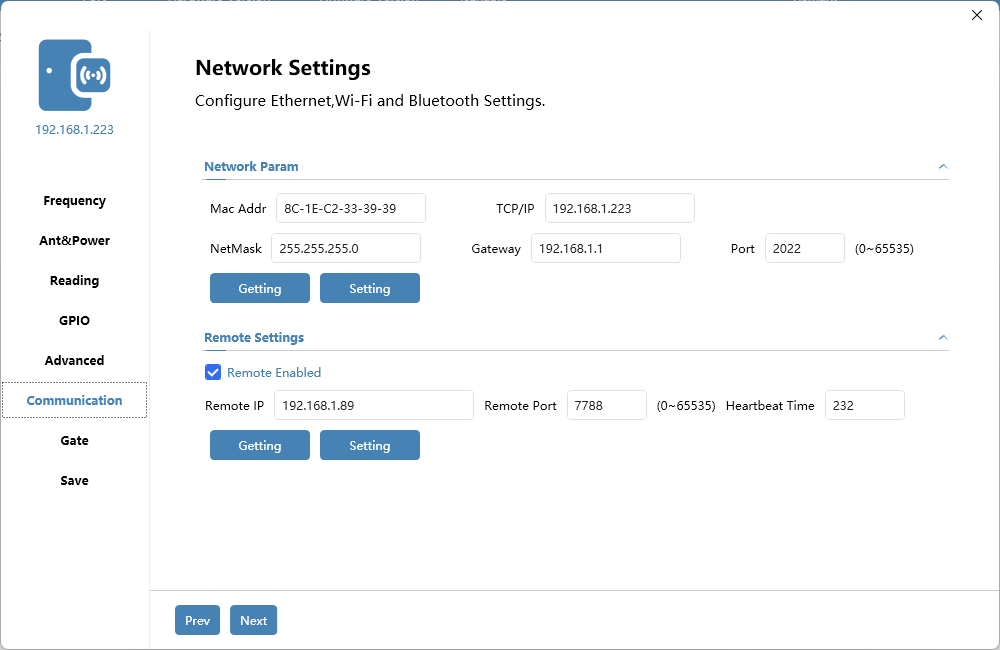 192.168.1.223
Frequency
Ant&Power
Reading
GPIO
Advanced
Communication
Gate
Save
Network Settings
Configure Ethernet,Wi-Fi and Bluetooth Settings.
Network Param
Mac Addr 8C-1E-C2-33-39-39 TCP/IP 192.168.1.223
NetMask 255.255.255.0 Gateway 192.168.1.1 Port 2022 (0~65535)
Getting Setting
Remote Settings
Remote Enabled
Remote IP 192.168.1.89 Remote Port 7788 (0~65535) Heartbeat Time 232
Getting Setting
Prev Next